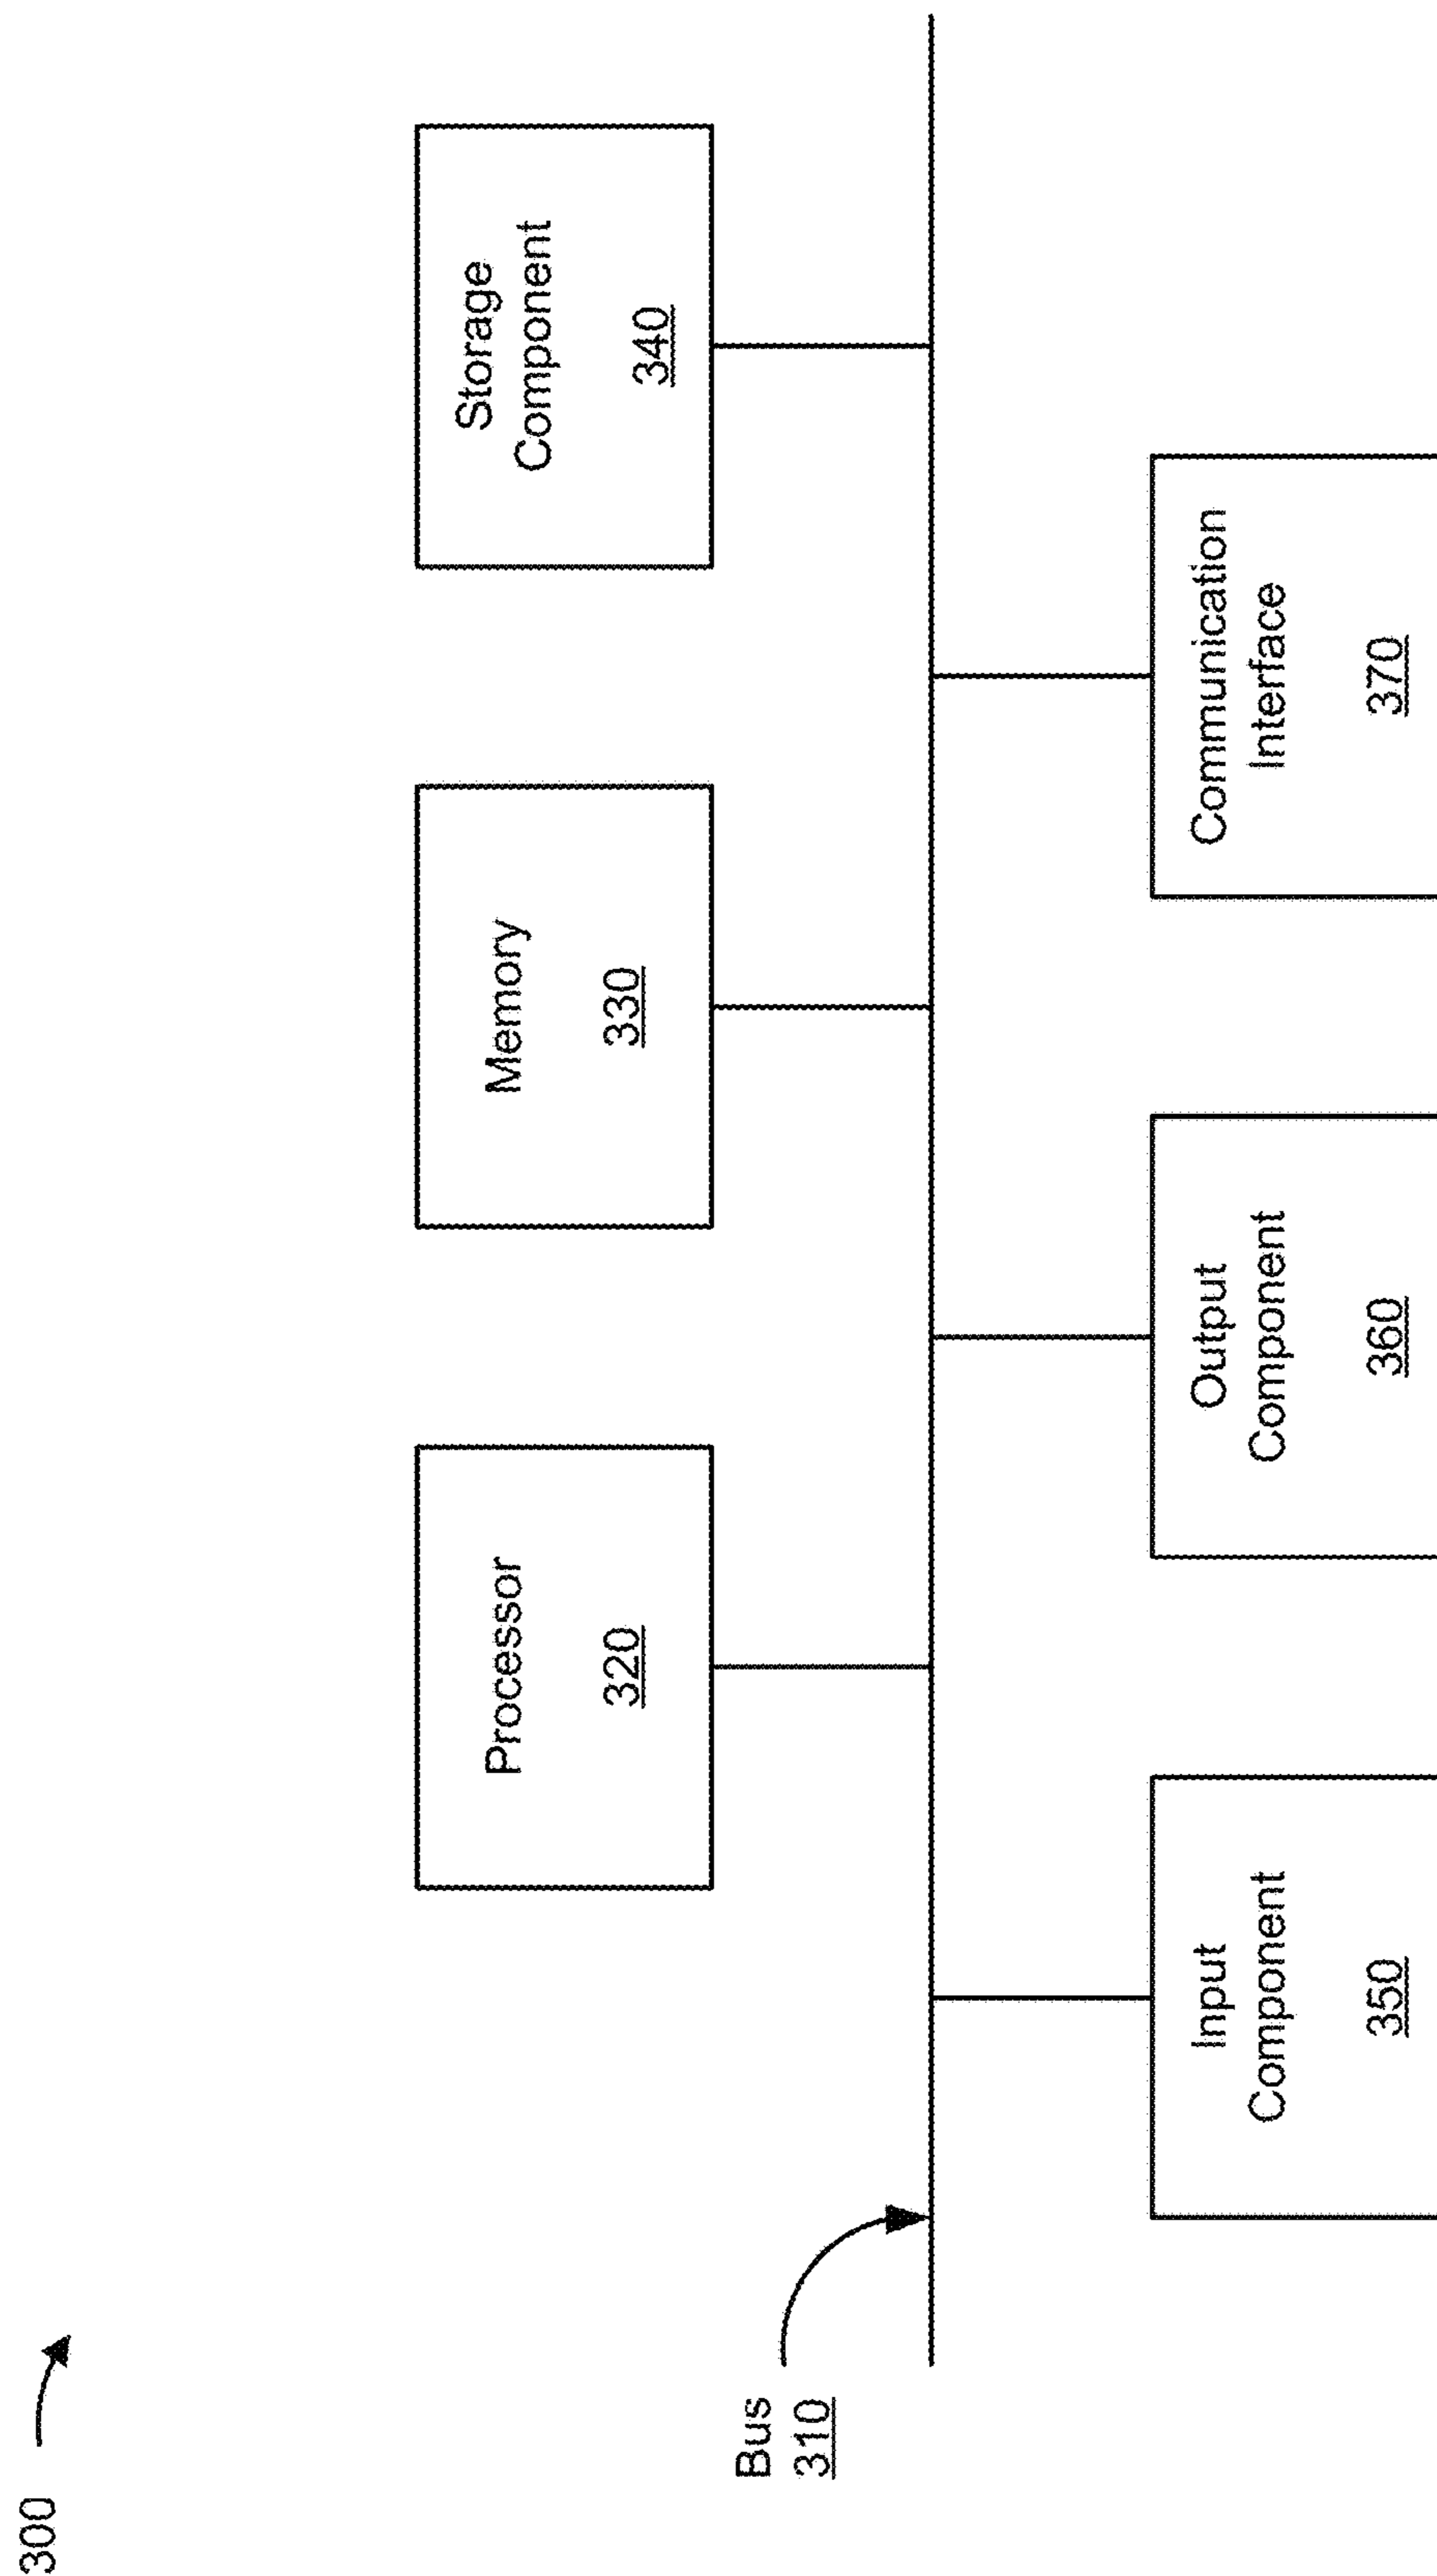 300
Processor
320
Memory
330
Storage
Component
340
Bus
310
Input
Component
350
Output
Component
360
Communication
Interface
370